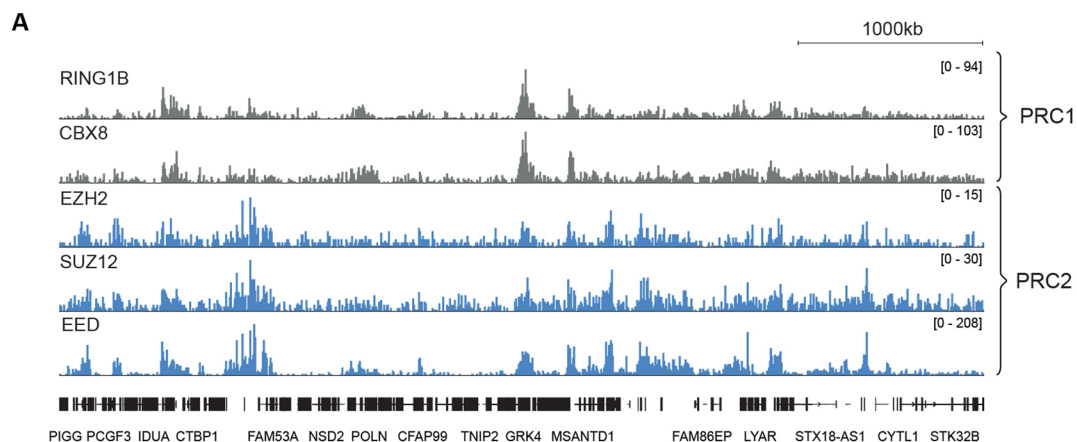 A
1000kb
RING1B [0 - 94]
PRC1
CBX8 [0 - 103]
EZH2 [0 - 15]
SUZ12 [0 - 30]
PRC2
EED [0 - 208]
PIGG PCGF3 IDUA CTBP1 FAM53A NSD2 POLN CFAP99 TNIP2 GRK4 MSANTD1 FAM86EP LYAR STX18-AS1 CYTL1 STK32B